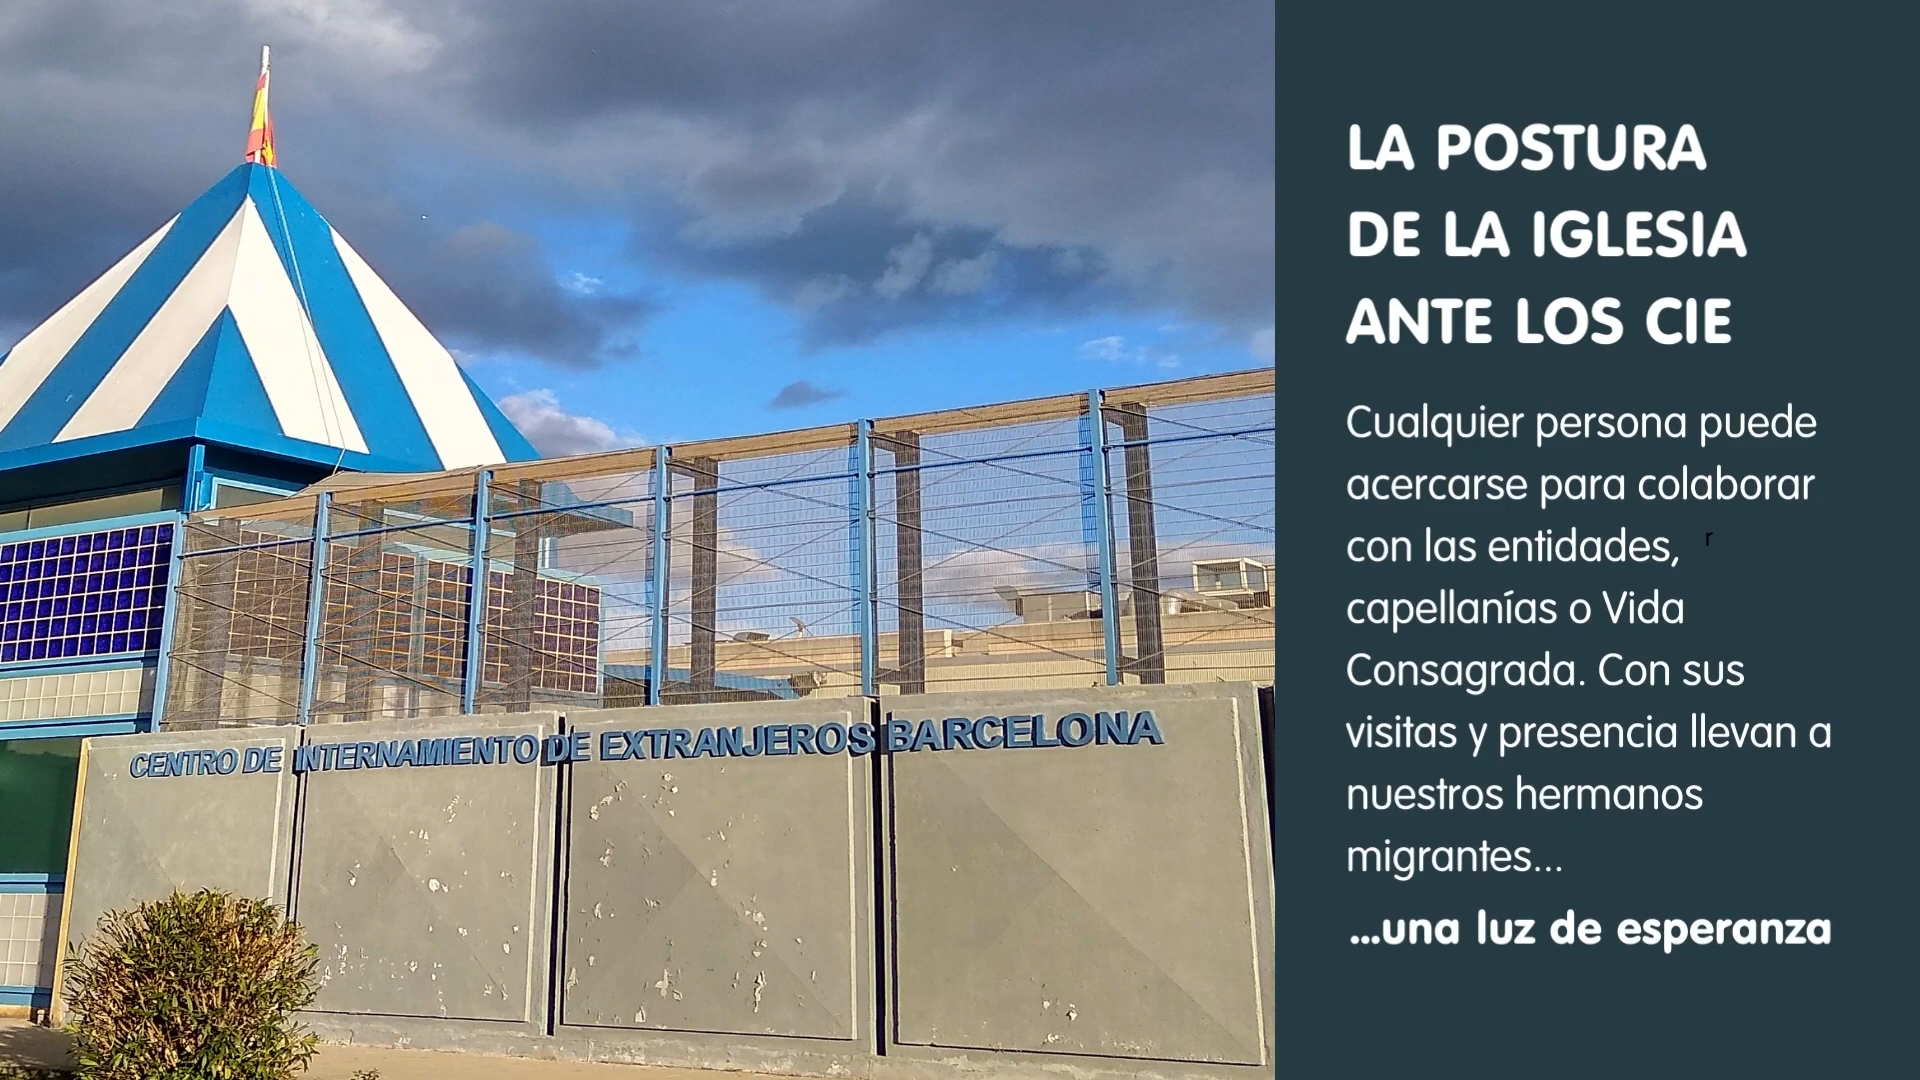 CENTRO DE INTERNAMIENTO DE EXTRANJEROS BARCELONA
LA POSTURA
DE LA IGLESIA
ANTE LOS CIE
Cualquier persona puede
acercarse para colaborar
con las entidades, r
capellanías o Vida
Consagrada. Con sus
visitas y presencia llevan a
nuestros hermanos
migrantes...
...una luz de esperanza